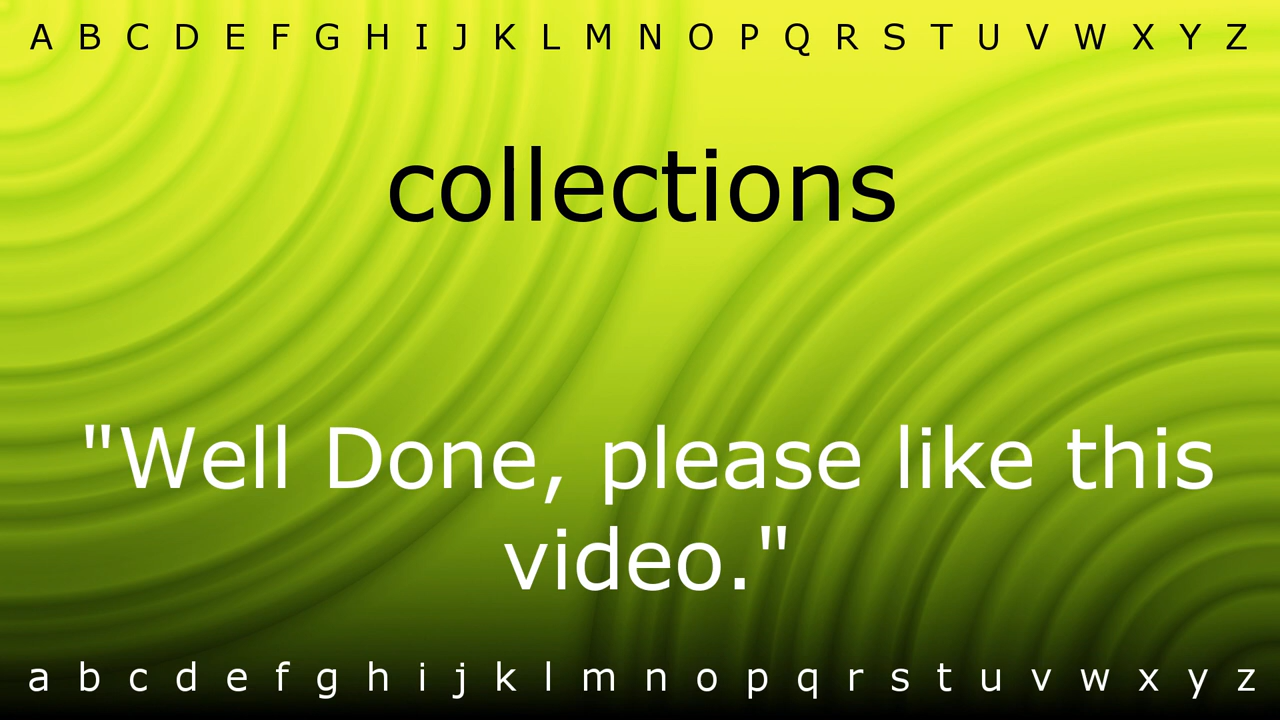 A B C D E F G H I J K L M N O P Q R S T U V W X Y Z
collections
"Well Done, please like this
video."
a b c d e f g h i j k l m n o p q r s t u v w x y z